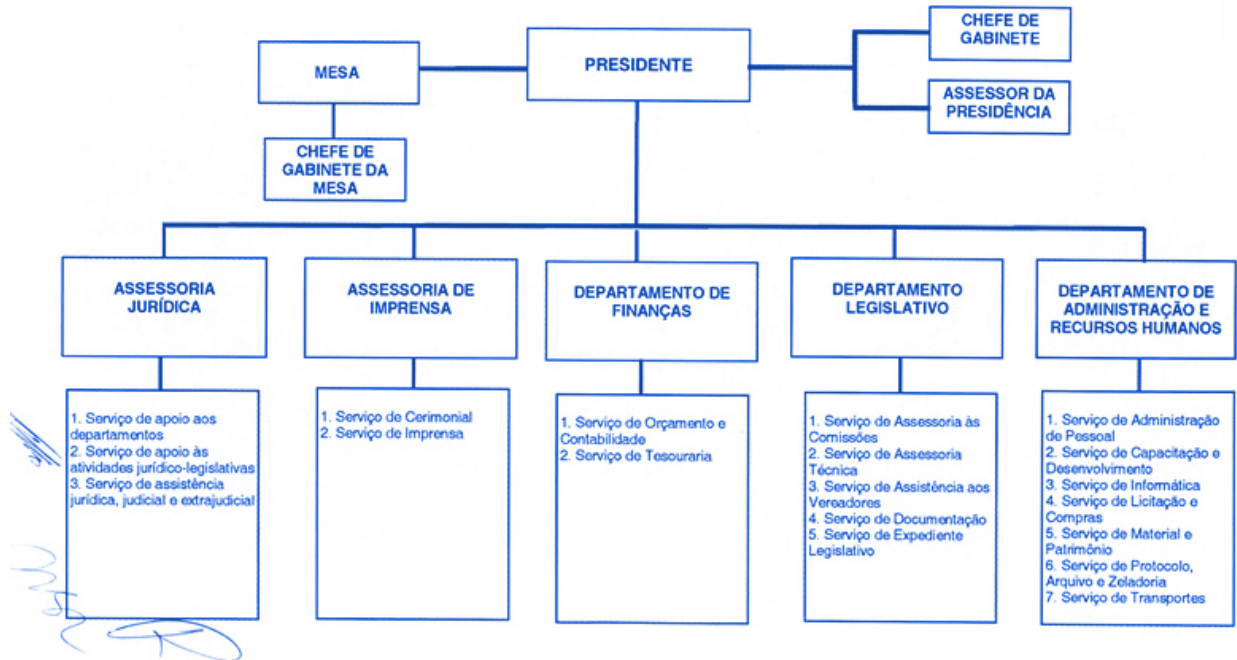 CHEFE DE
GABINETE
PRESIDENTE
MESA
ASSESSOR DA
PRESIDÊNCIA
CHEFE DE
GABINETE DA
MESA
ASSESSORIA
JURÍDICA
ASSESSORIA DE
IMPRENSA
DEPARTAMENTO DE
FINANÇAS
DEPARTAMENTO
LEGISLATIVO
DEPARTAMENTO DE
ADMINISTRAÇÃO E
RECURSOS HUMANOS
1. Serviço de apoio aos
departamentos
2. Serviço de apoio às
atividades jurídico-legislativas
3. Serviço de assistência
jurídica, judicial e extrajudicial
1. Serviço de Cerimonial
2. Serviço de Imprensa
1. Serviço de Orçamento e
Contabilidade
2. Serviço de Tesouraria
1. Serviço de Assessoria às
Comissões
2. Serviço de Assessoria
Técnica
3. Serviço de Assistência aos
Vereadores
4. Serviço de Documentação
5. Serviço de Expediente
Legislativo
1. Serviço de Administração
de Pessoal
2. Serviço de Capacitação e
Desenvolvimento
3. Serviço de Informática
4. Serviço de Licitação e
Compras
5. Serviço de Material e
Patrimônio
6. Serviço de Protocolo,
Arquivo e Zeladoria
7. Serviço de Transportes